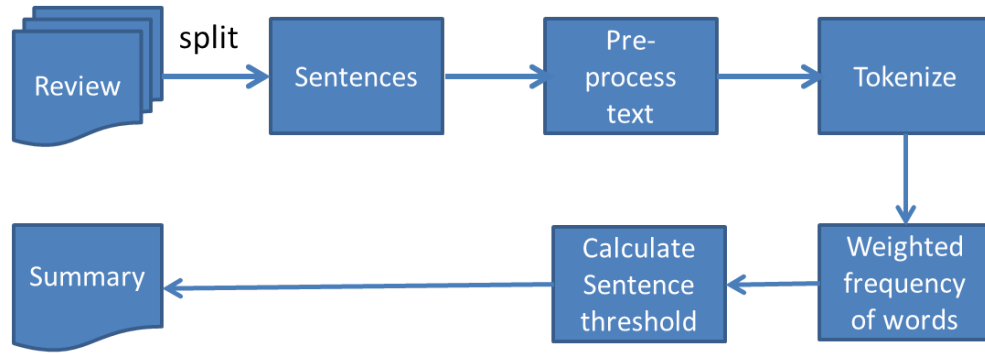 split
Review
Sentences
Pre-
process
text
Tokenize
Summary
Calculate
Sentence
threshold
Weighted
frequency
of words